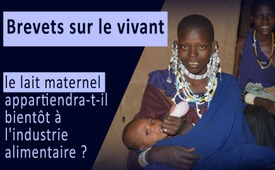 Brevets sur le vivant
le lait maternel
appartiendra-t-il
bientôt à
l'industrie
alimentaire ?